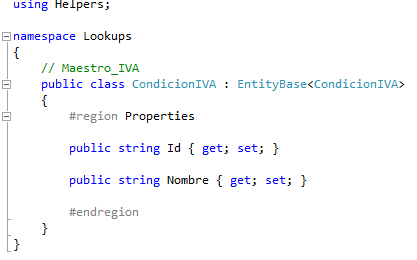 using Helpers;
namespace Lookups
{
// Maestro_IVA
public class CondicionIVA : EntityBase<CondicionIVA>
{
#region Properties
public string Id { get; set; }
public string Nombre { get; set; }
#endregion
}
}